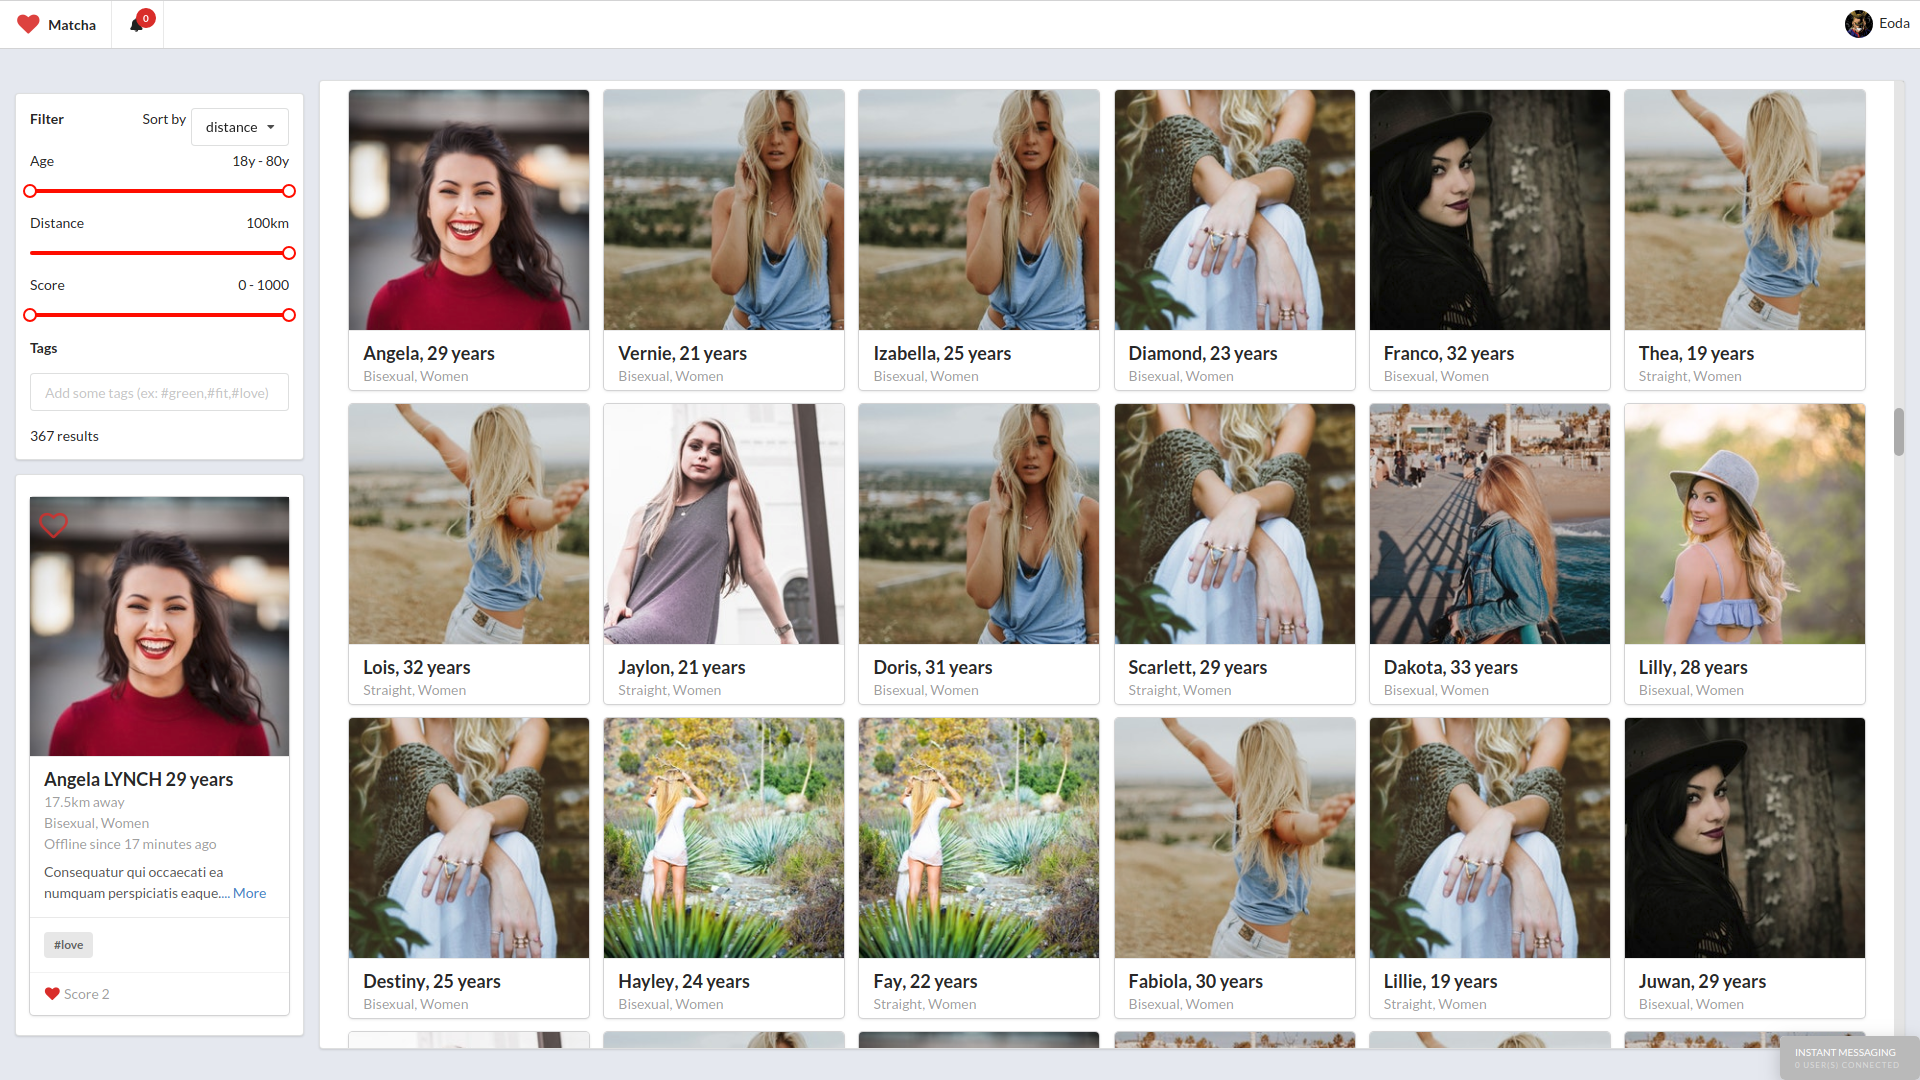 Matcha
0
Eoda
Filter
Sort by
distance
Age
18y - 80y
Distance
100km
Score
0 - 1000
Tags
Add some tags (ex: #green,#fit,#love)
367 results
Angela LYNCH 29 years
17.5km away
Bisexual, Women
Offline since 17 minutes ago
Consequatur qui occaecati ea
numquam perspiciatis eaque.... More
#love
Score 2
Angela, 29 years
Bisexual, Women
Vernie, 21 years
Bisexual, Women
Izabella, 25 years
Bisexual, Women
Diamond, 23 years
Bisexual, Women
Franco, 32 years
Bisexual, Women
Thea, 19 years
Straight, Women
Lois, 32 years
Straight, Women
Jaylon, 21 years
Straight, Women
Doris, 31 years
Bisexual, Women
Scarlett, 29 years
Straight, Women
Dakota, 33 years
Bisexual, Women
Lilly, 28 years
Bisexual, Women
Destiny, 25 years
Bisexual, Women
Hayley, 24 years
Bisexual, Women
Fay, 22 years
Straight, Women
Fabiola, 30 years
Bisexual, Women
Lillie, 19 years
Straight, Women
Juwan, 29 years
Bisexual, Women
INSTANT MESSAGING
0 USER(S) CONNECTED